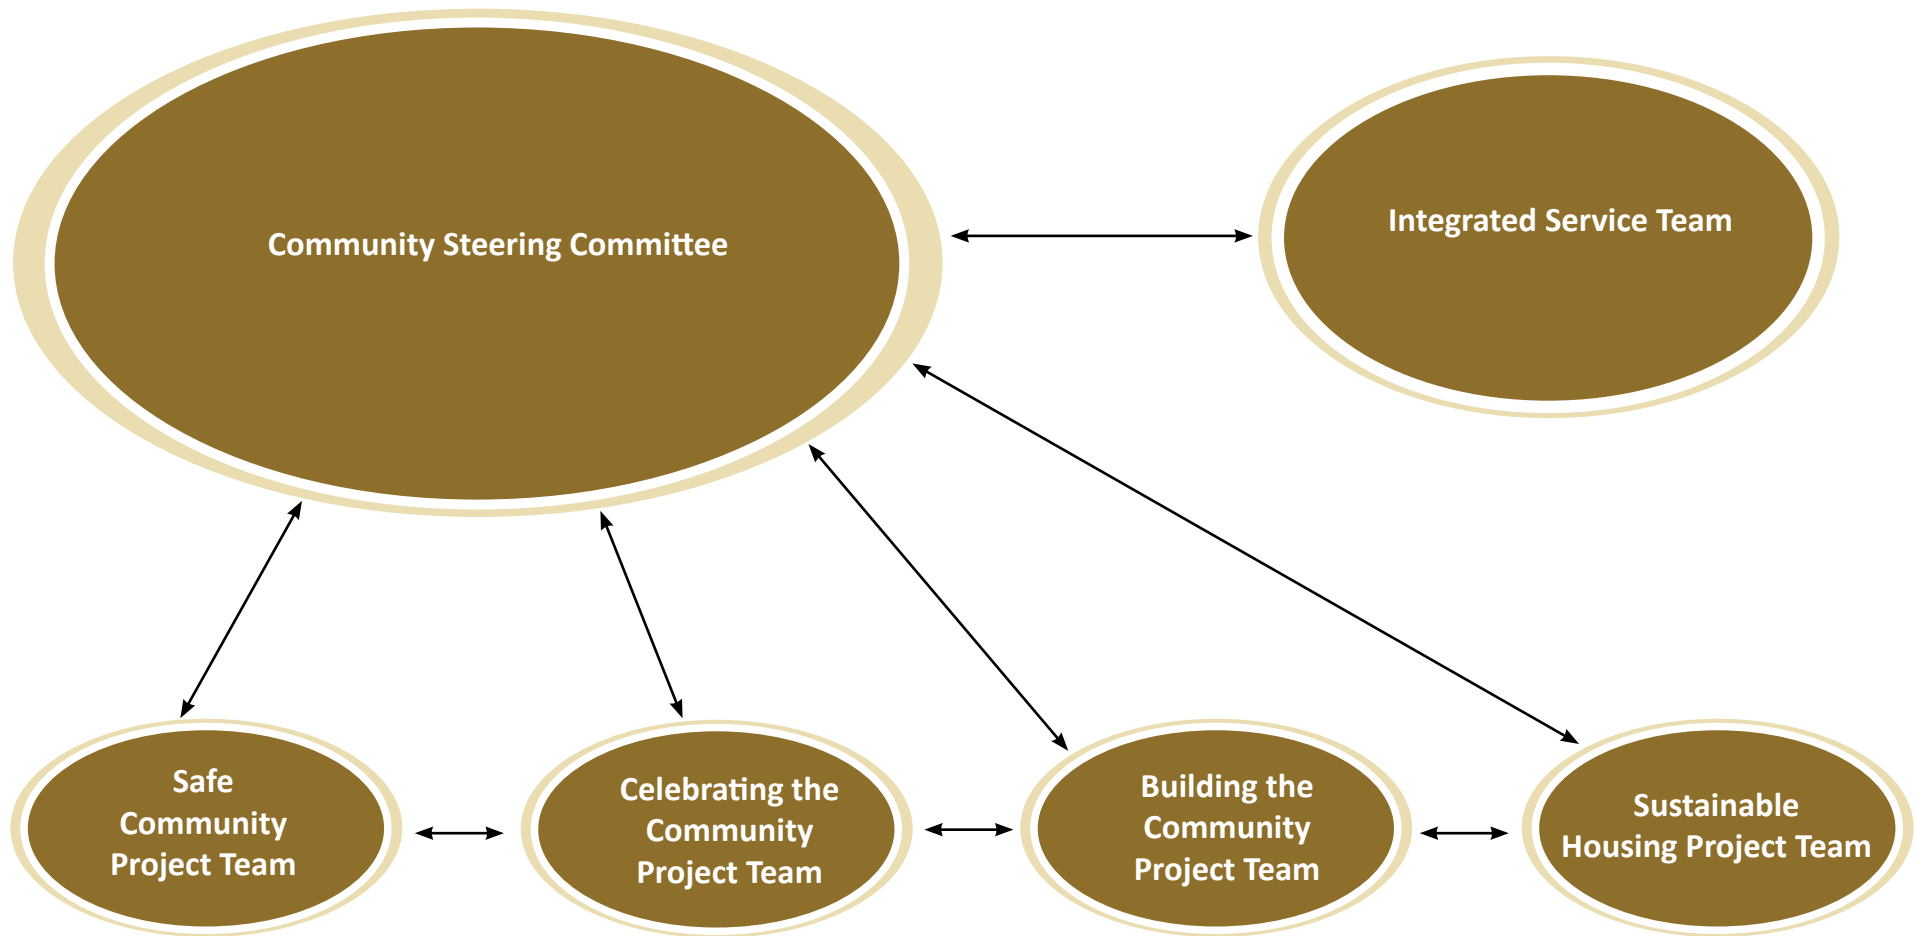 Community Steering Committee
Integrated Service Team
Safe
Community
Project Team
Celebrating the
Community
Project Team
Building the
Community
Project Team
Sustainable
Housing Project Team